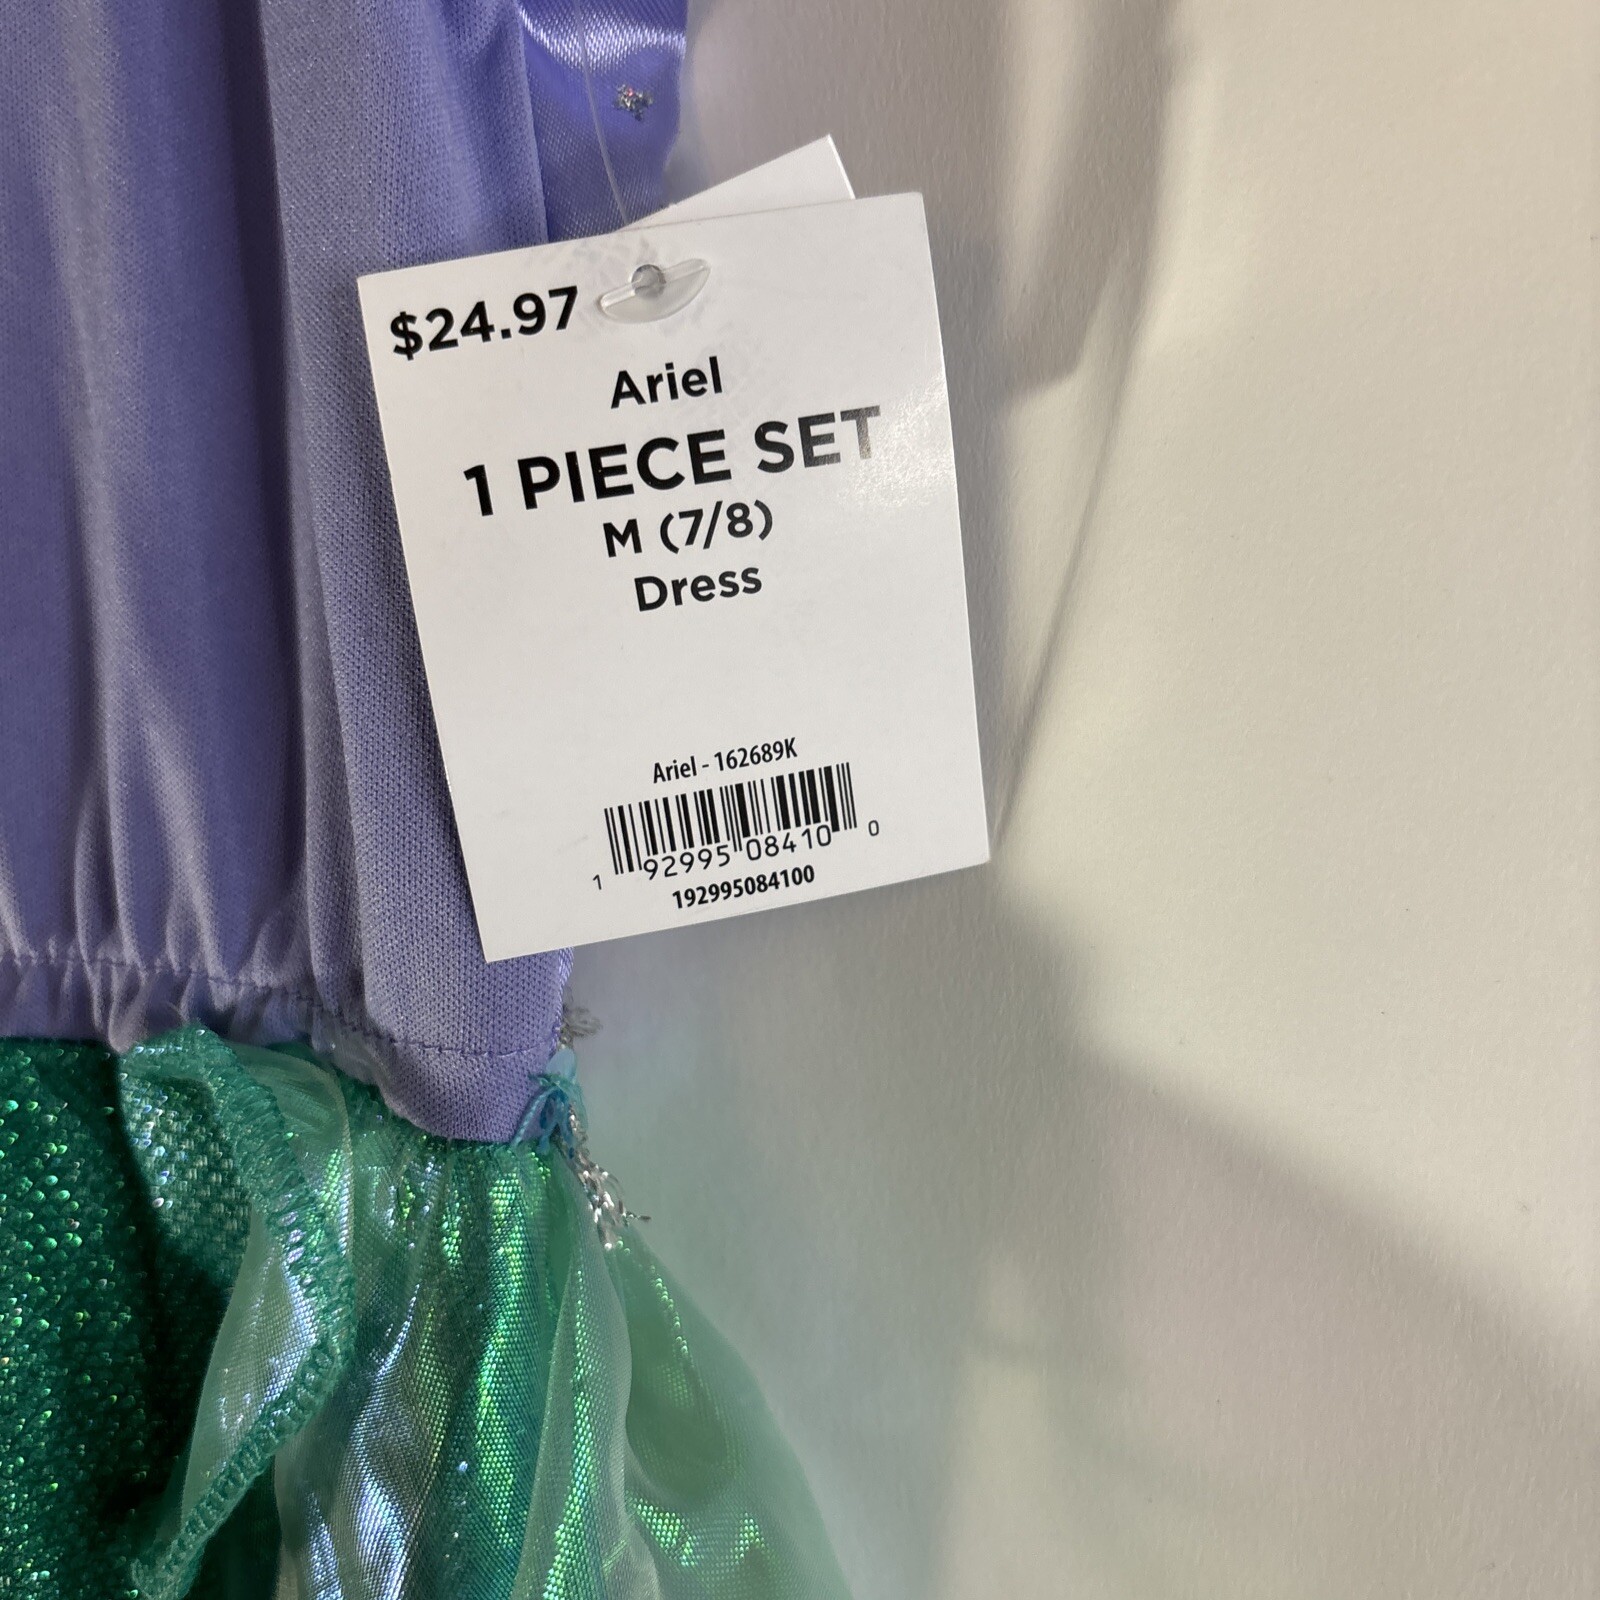 $24.97
Ariel
1 PIECE SET
M (7/8)
Dress
Ariel - 162689K
1 92995 08410 0
192995084100